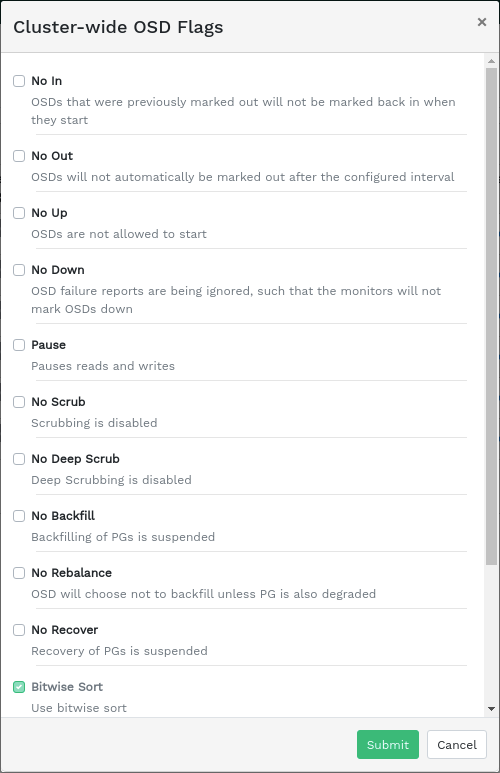 Cluster-wide OSD Flags
×
No In
OSDs that were previously marked out will not be marked back in when
they start
No Out
OSDs will not automatically be marked out after the configured interval
No Up
OSDs are not allowed to start
No Down
OSD failure reports are being ignored, such that the monitors will not
mark OSDs down
Pause
Pauses reads and writes
No Scrub
Scrubbing is disabled
No Deep Scrub
Deep Scrubbing is disabled
No Backfill
Backfilling of PGs is suspended
No Rebalance
OSD will choose not to backfill unless PG is also degraded
No Recover
Recovery of PGs is suspended
Bitwise Sort
Use bitwise sort
Submit
Cancel